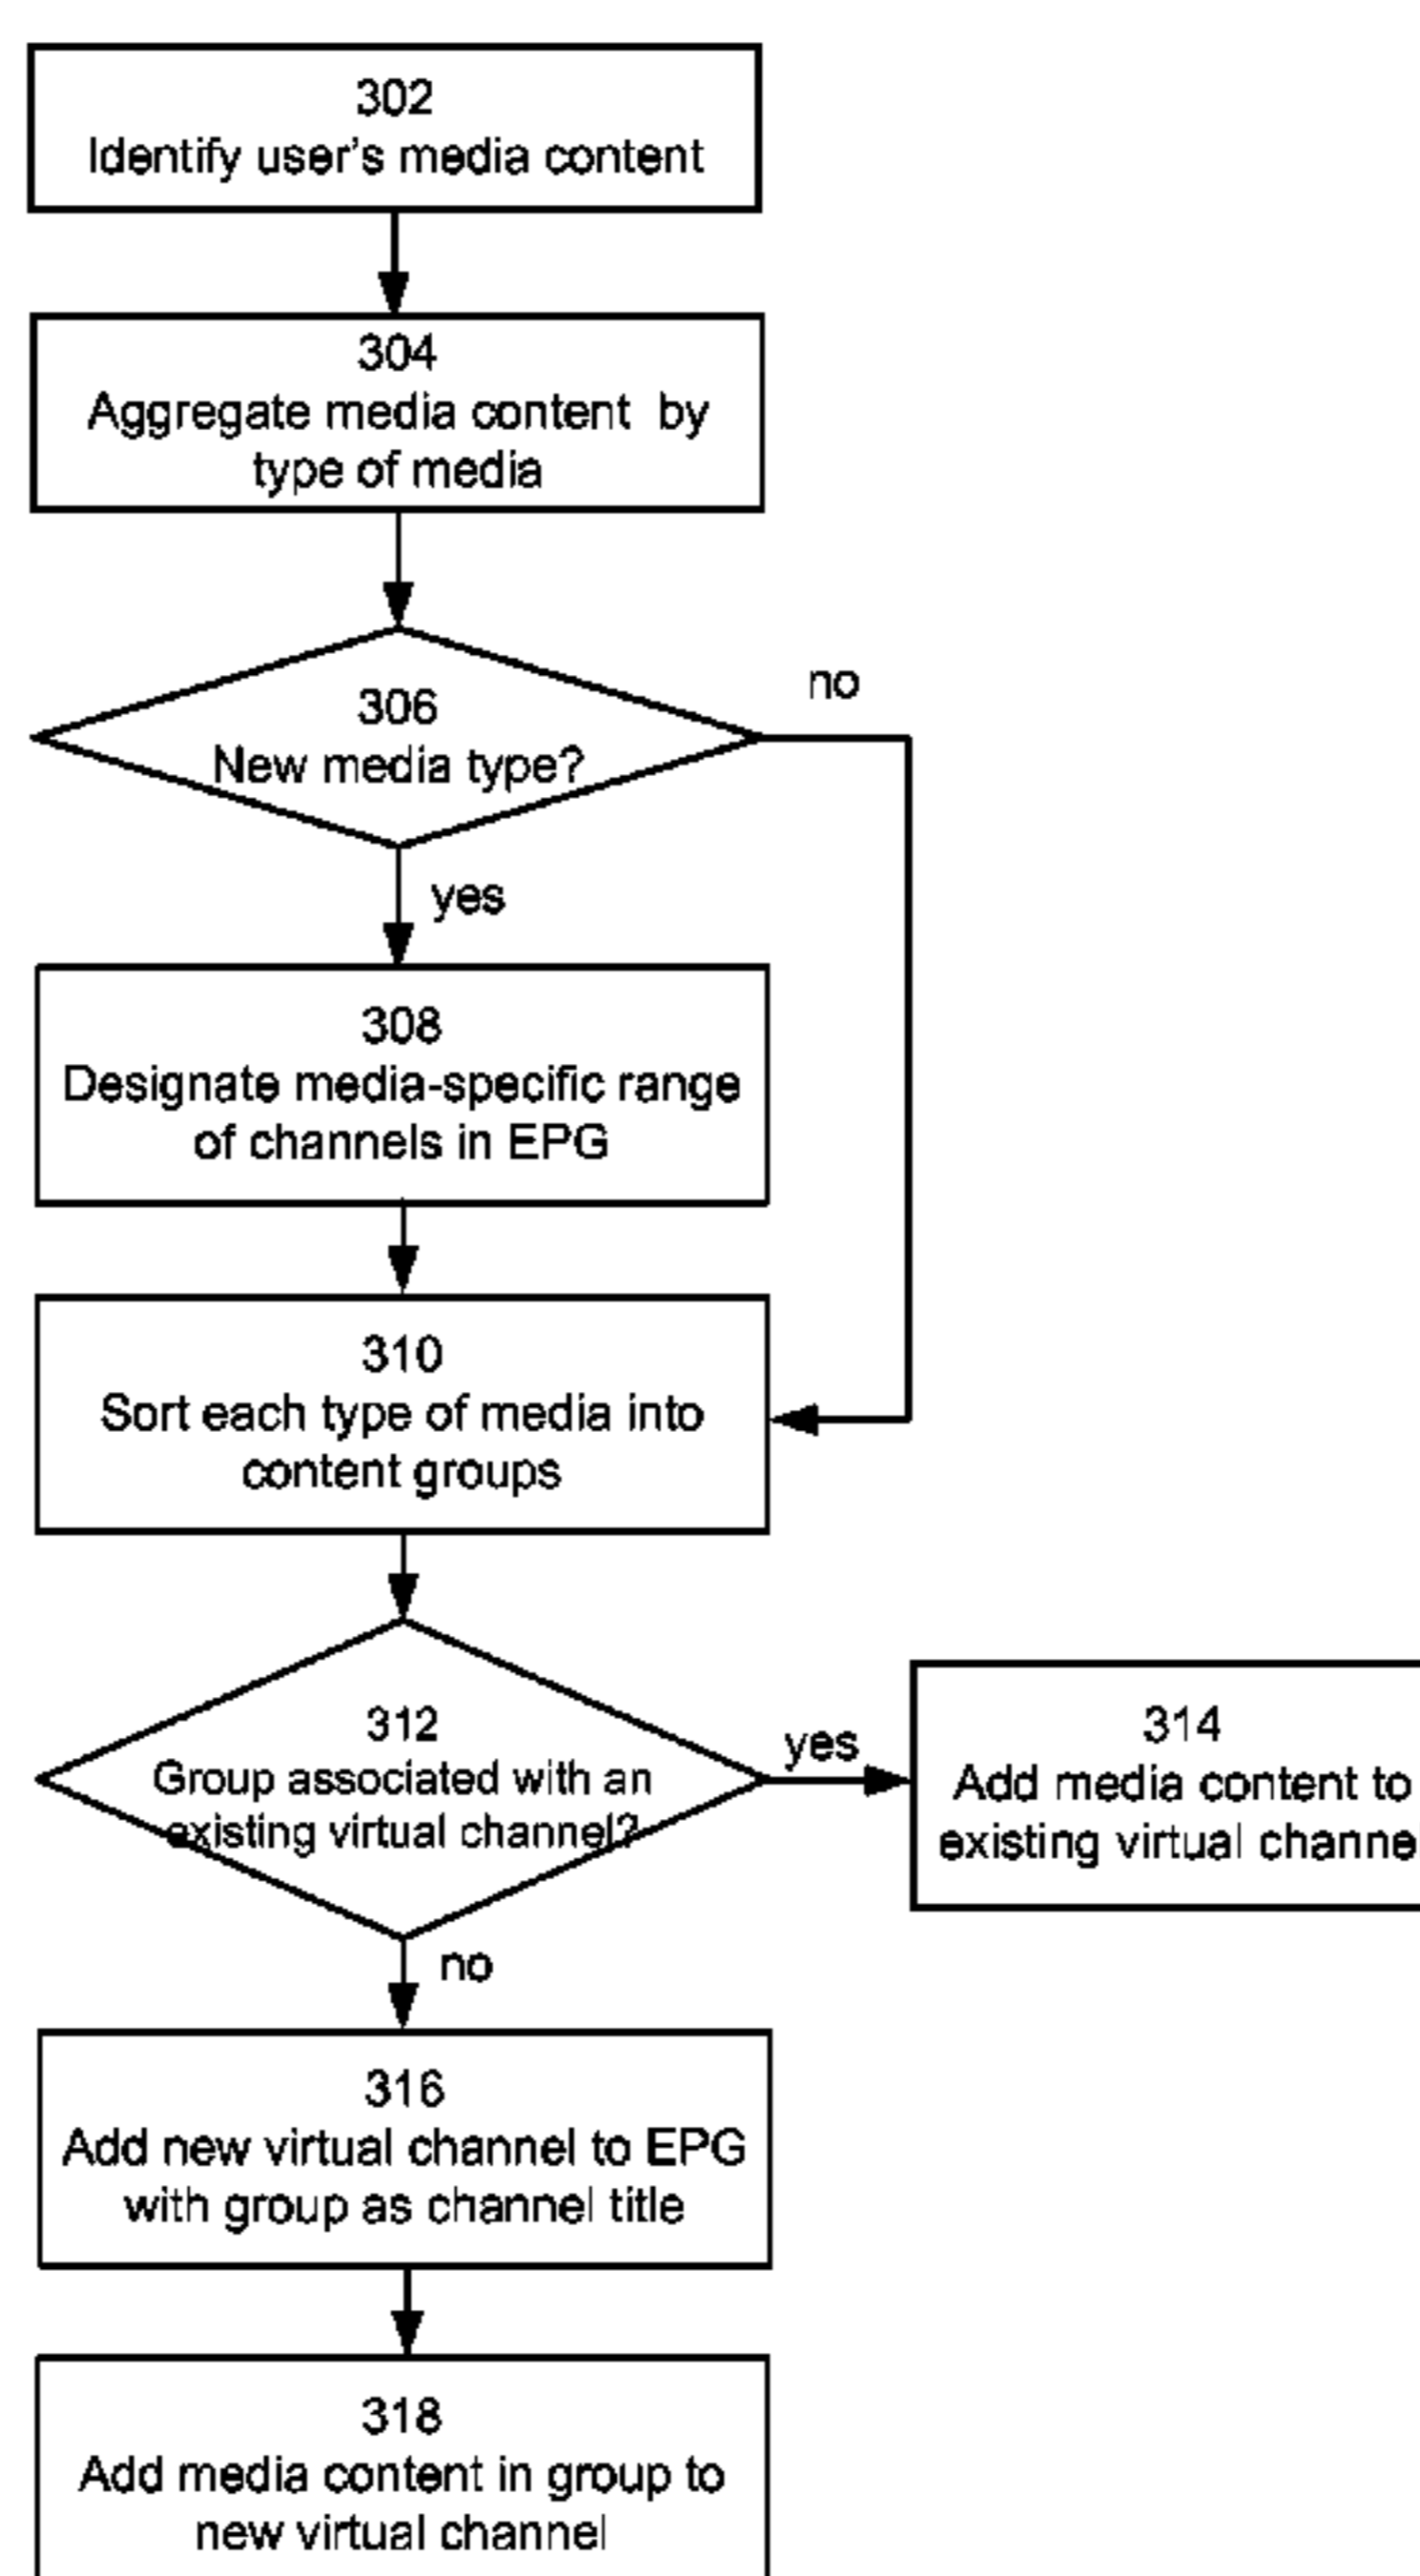 302
Identify user's media content
304
Aggregate media content by
type of media
306
New media type?
no
yes
308
Designate media-specific range
of channels in EPG
310
Sort each type of media into
content groups
312
Group associated with an
existing virtual channel?
yes
314
Add media content to
existing virtual channel
no
316
Add new virtual channel to EPG
with group as channel title
318
Add media content in group to
new virtual channel